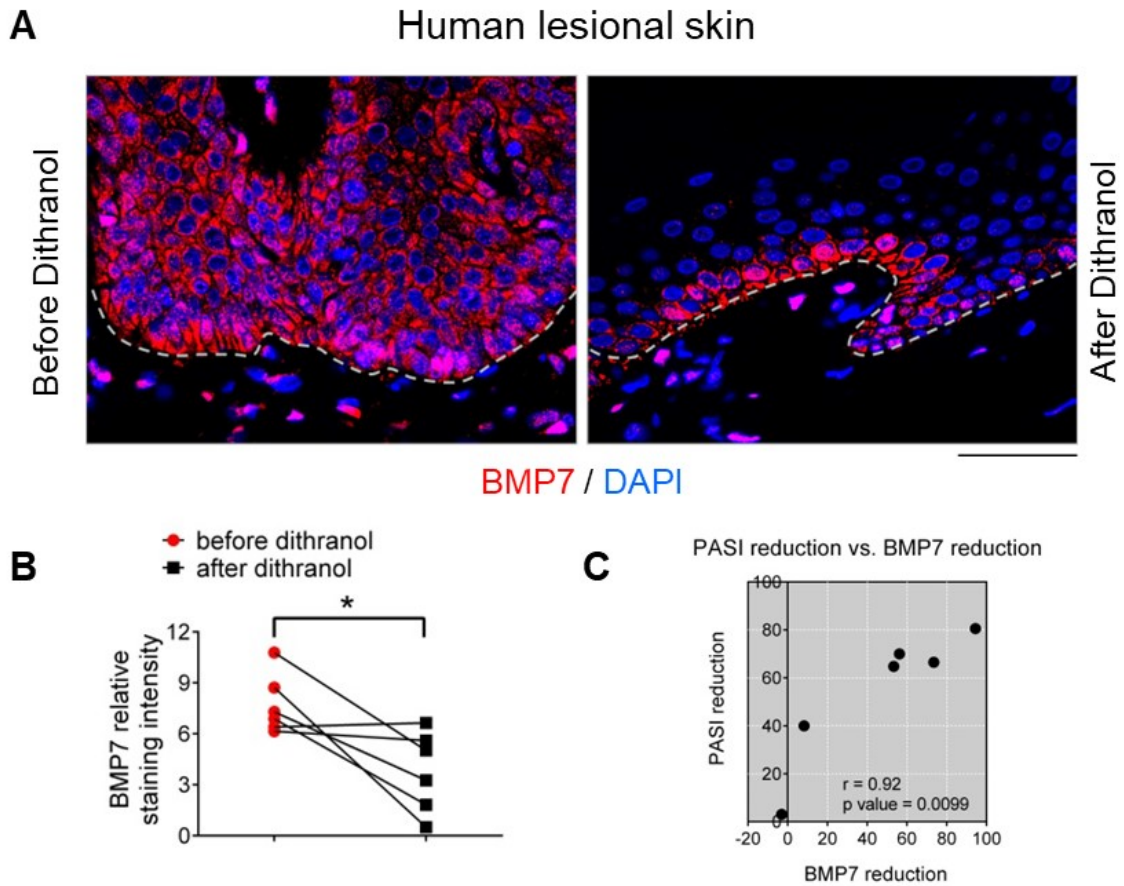 A
Human lesional skin
Before Dithranol
After Dithranol
BMP7 / DAPI
B
before dithranol
after dithranol
*
BMP7 relative
staining intensity
12
9
6
3
0
C
PASI reduction vs. BMP7 reduction
PASI reduction
100
80
60
40
20
0
r = 0.92
p value = 0.0099
-20 0 20 40 60 80 100
BMP7 reduction